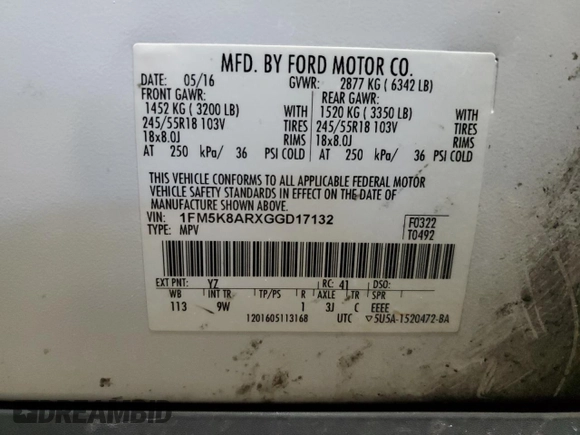 MFD. BY FORD MOTOR CO.
DATE: 05/16 GVWR: 2877 KG ( 6342 LB)
FRONT GAWR: REAR GAWR:
1452 KG ( 3200 LB) WITH 1520 KG ( 3350 LB) WITH
245/55R18 103V TIRES 245/55R18 103V TIRES
18x8.0J RIMS 18x8.0J RIMS
AT 250 kPa/ 36 PSI COLD AT 250 kPa/ 36 PSI COLD
THIS VEHICLE CONFORMS TO ALL APPLICABLE FEDERAL MOTOR
VEHICLE SAFETY STANDARDS IN EFFECT ON THE DATE OF
MANUFACTURE SHOWN ABOVE.
VIN: 1FM5K8ARXGGD17132 F0322
TYPE: MPV T0492
EXT PNT: YZ RC: 41 DSO:
WB INT TR TP/PS R AXLE TR SPR
113 9W 1 3J C EEEE
1201605113168 UTC ▽5U5A-1520472-BA
DREAMBID